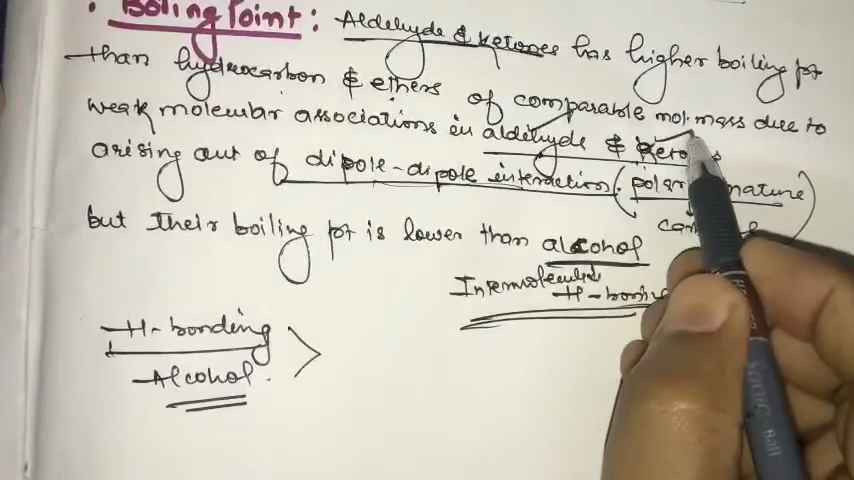 . Boiling Point : Aldehyde & Ketones has higher boiling pt
than hydrocarbon & ethers of comparable mol. mass due to
weak molecular associations in aldehyde & Ketones
arising out of dipole-dipole interaction. (polar nature
but their boiling pt is lower than alcohol
Intermolecular
H-bonding
H-bonding >
Alcohol.